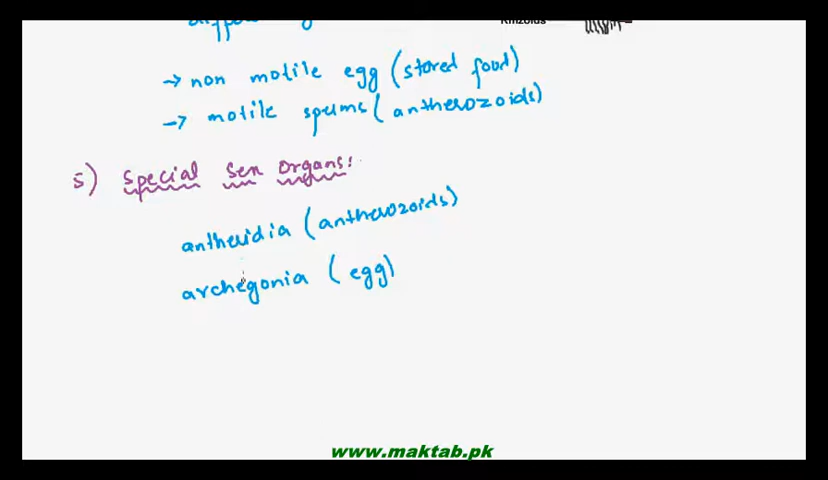 → non motile egg (stored food)
→ motile sperms (antherozoids)
5) Special Sex Organs:
antheridia (antherozoids)
archegonia (egg)
www.maktab.pk